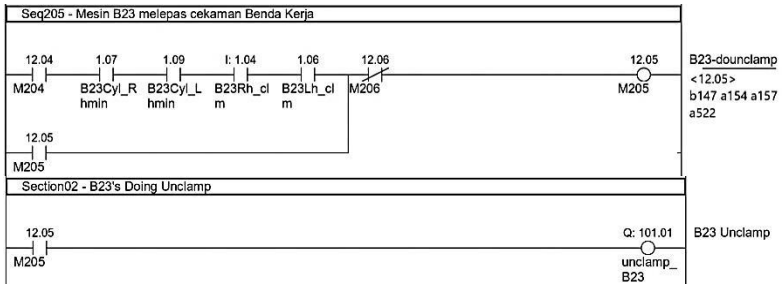 Seq205 - Mesin B23 melepas cekaman Benda Kerja
12.04 1.07 1.09 I: 1.04 1.06 12.06 12.05 B23-dounclamp
M204 B23Cyl_R B23Cyl_L B23Rh_cl B23Lh_cl M206 M205 <12.05>
hmin hmin m m b147 a154 a157
a522
12.05
M205
Section02 - B23's Doing Unclamp
12.05 Q: 101.01 B23 Unclamp
M205 unclamp_
B23